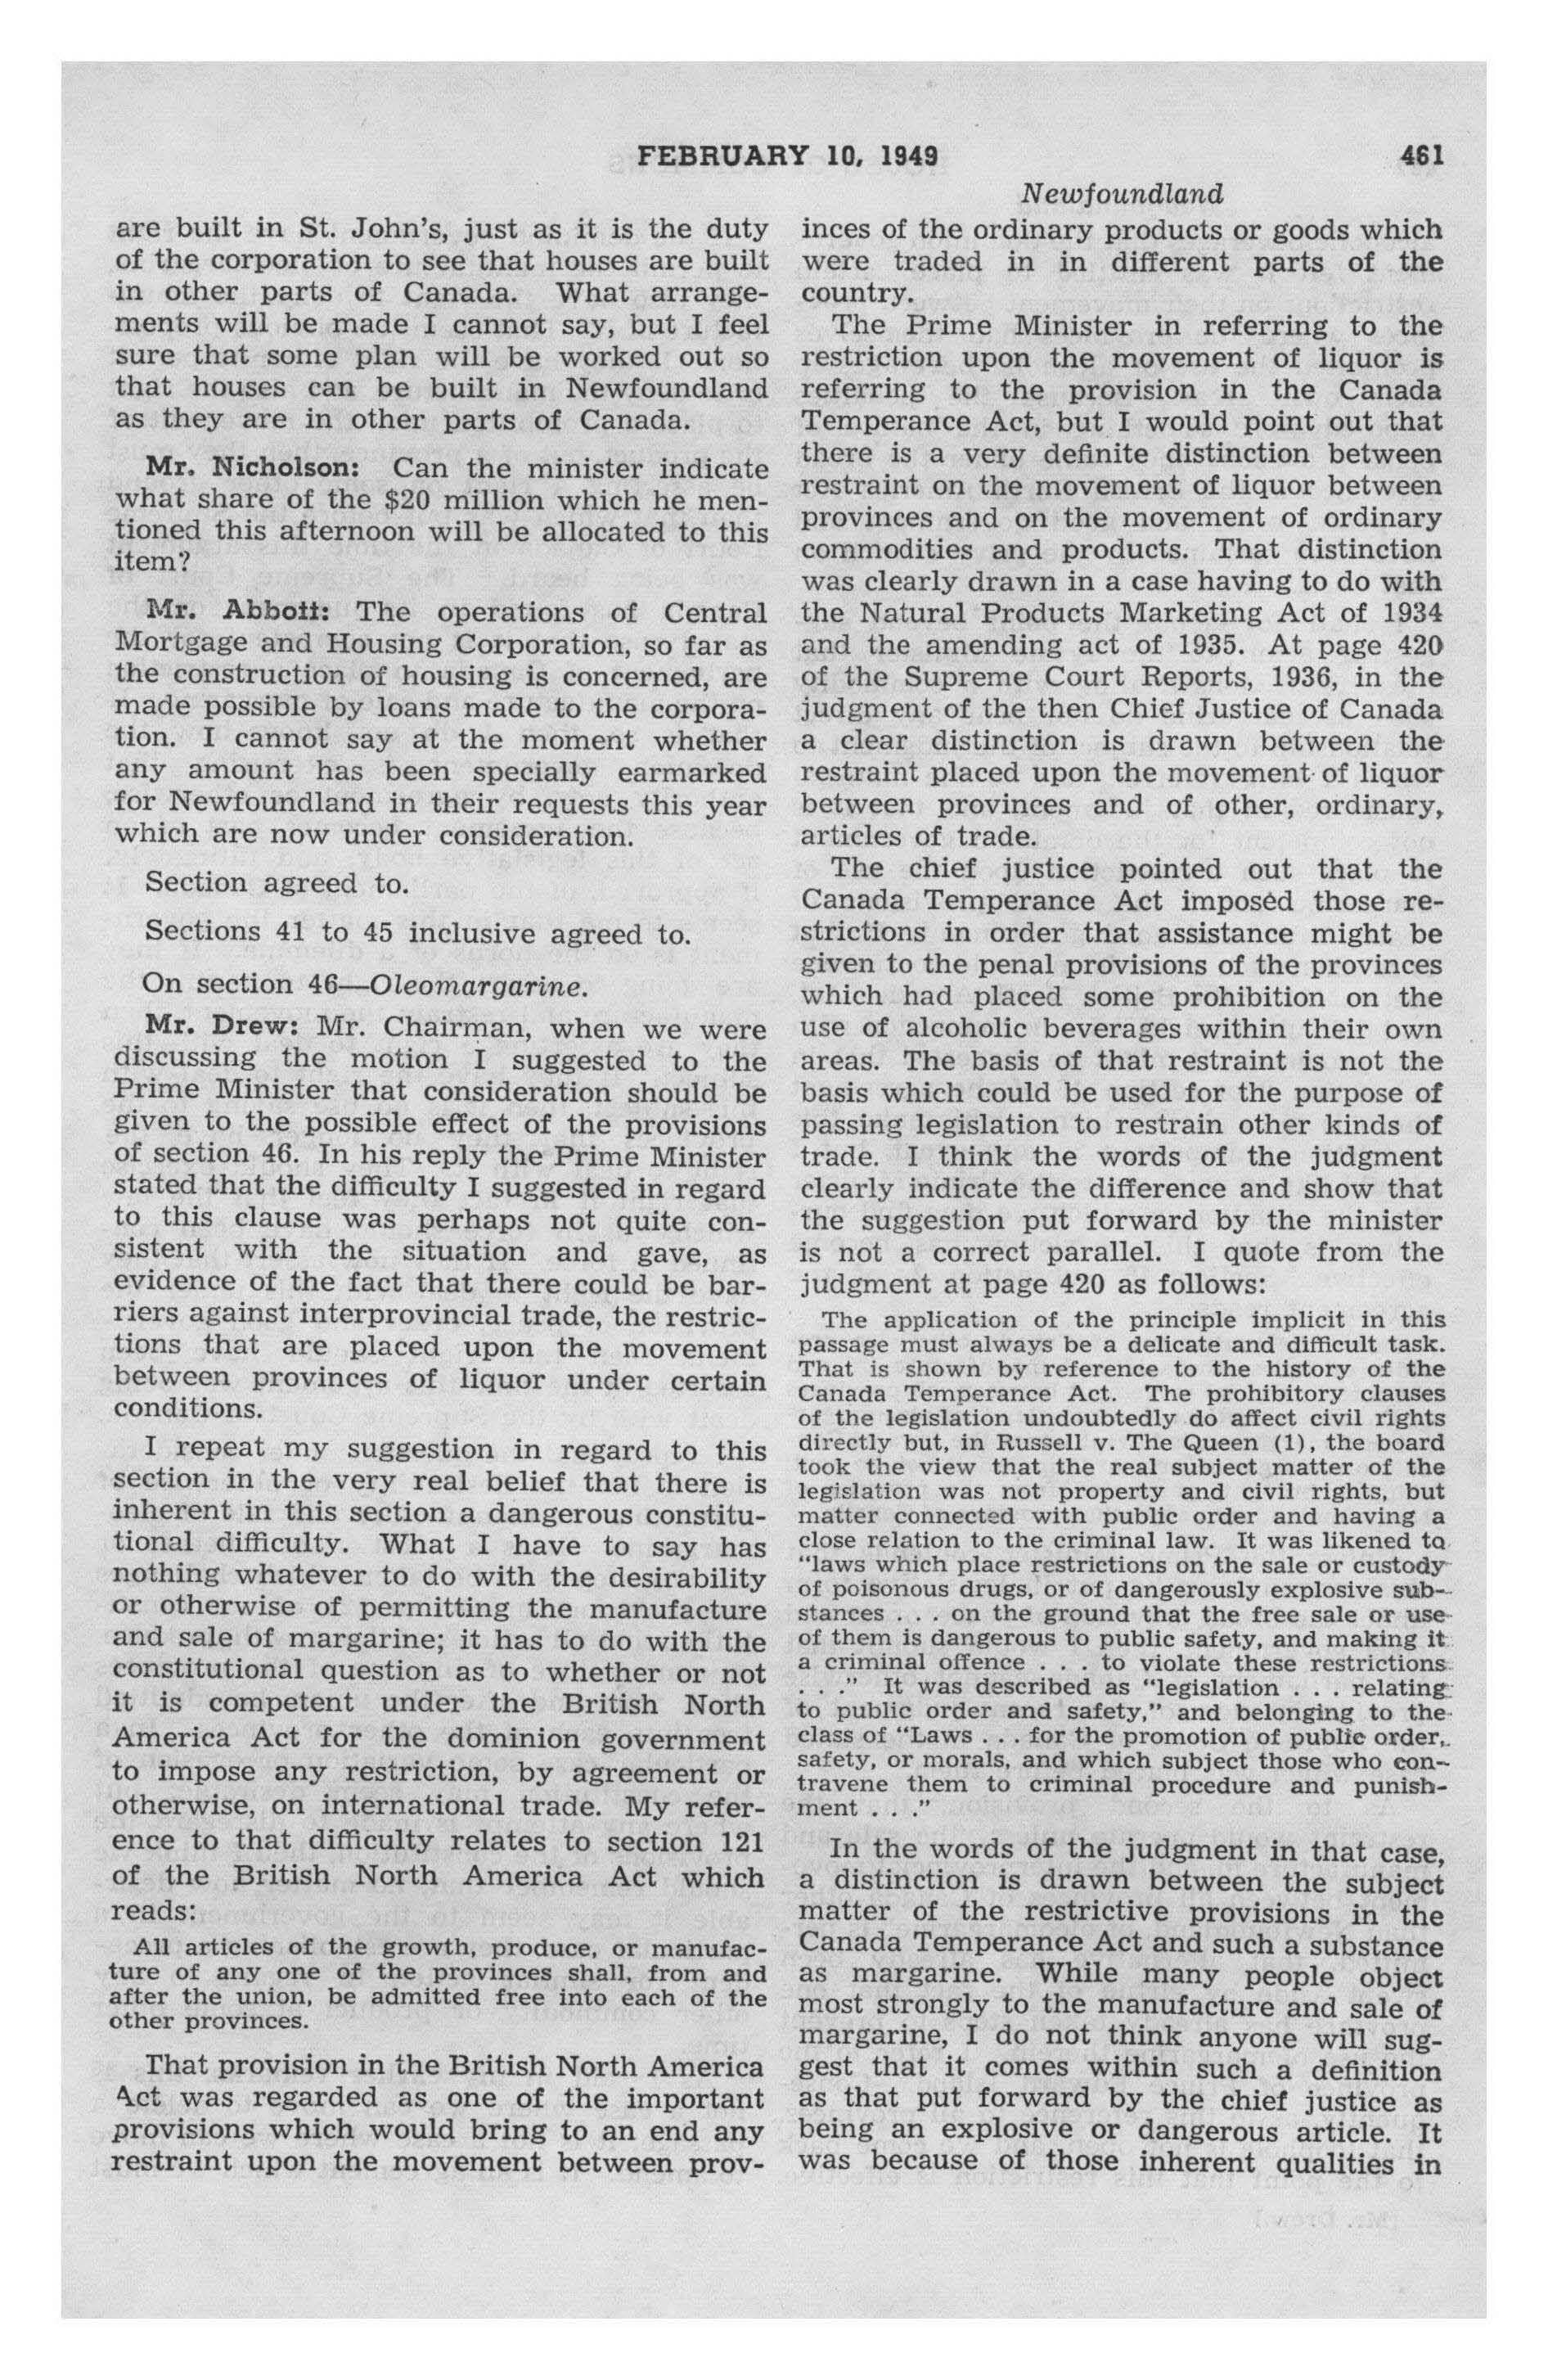 FEBRUARY 10, 1949
461
Newfoundland
are built in St. John's, just as it is the duty
of the corporation to see that houses are built
in other parts of Canada. What arrange-
ments will be made I cannot say, but I feel
sure that some plan will be worked out so
that houses can be built in Newfoundland
as they are in other parts of Canada.
Mr. Nicholson: Can the minister indicate
what share of the $20 million which he men-
tioned this afternoon will be allocated to this
item?
Mr. Abbott: The operations of Central
Mortgage and Housing Corporation, so far as
the construction of housing is concerned, are
made possible by loans made to the corpora-
tion. I cannot say at the moment whether
any amount has been specially earmarked
for Newfoundland in their requests this year
which are now under consideration.
Section agreed to.
Sections 41 to 45 inclusive agreed to.
On section 46—Oleomargarine.
Mr. Drew: Mr. Chairman, when we were
discussing the motion I suggested to the
Prime Minister that consideration should be
given to the possible effect of the provisions
of section 46. In his reply the Prime Minister
stated that the difficulty I suggested in regard
to this clause was perhaps not quite con-
sistent with the situation and gave, as
evidence of the fact that there could be bar-
riers against interprovincial trade, the restric-
tions that are placed upon the movement
between provinces of liquor under certain
conditions.
I repeat my suggestion in regard to this
section in the very real belief that there is
inherent in this section a dangerous constitu-
tional difficulty. What I have to say has
nothing whatever to do with the desirability
or otherwise of permitting the manufacture
and sale of margarine; it has to do with the
constitutional question as to whether or not
it is competent under the British North
America Act for the dominion government
to impose any restriction, by agreement or
otherwise, on international trade. My refer-
ence to that difficulty relates to section 121
of the British North America Act which
reads:
All articles of the growth, produce, or manufac-
ture of any one of the provinces shall, from and
after the union, be admitted free into each of the
other provinces.
That provision in the British North America
Act was regarded as one of the important
provisions which would bring to an end any
restraint upon the movement between prov-
inces of the ordinary products or goods which
were traded in in different parts of the
country.
The Prime Minister in referring to the
restriction upon the movement of liquor is
referring to the provision in the Canada
Temperance Act, but I would point out that
there is a very definite distinction between
restraint on the movement of liquor between
provinces and on the movement of ordinary
commodities and products. That distinction
was clearly drawn in a case having to do with
the Natural Products Marketing Act of 1934
and the amending act of 1935. At page 420
of the Supreme Court Reports, 1936, in the
judgment of the then Chief Justice of Canada
a clear distinction is drawn between the
restraint placed upon the movement of liquor
between provinces and of other, ordinary,
articles of trade.
The chief justice pointed out that the
Canada Temperance Act imposed those re-
strictions in order that assistance might be
given to the penal provisions of the provinces
which had placed some prohibition on the
use of alcoholic beverages within their own
areas. The basis of that restraint is not the
basis which could be used for the purpose of
passing legislation to restrain other kinds of
trade. I think the words of the judgment
clearly indicate the difference and show that
the suggestion put forward by the minister
is not a correct parallel. I quote from the
judgment at page 420 as follows:
The application of the principle implicit in this
passage must always be a delicate and difficult task.
That is shown by reference to the history of the
Canada Temperance Act. The prohibitory clauses
of the legislation undoubtedly do affect civil rights
directly but, in Russell v. The Queen (1), the board
took the view that the real subject matter of the
legislation was not property and civil rights, but
matter connected with public order and having a
close relation to the criminal law. It was likened to
"laws which place restrictions on the sale or custody
of poisonous drugs, or of dangerously explosive sub-
stances . . . on the ground that the free sale or use
of them is dangerous to public safety, and making it
a criminal offence . . . to violate these restrictions
. . ." It was described as "legislation . . . relating
to public order and safety," and belonging to the
class of "Laws . . . for the promotion of public order,
safety, or morals, and which subject those who con-
travene them to criminal procedure and punish-
ment . . ."
In the words of the judgment in that case,
a distinction is drawn between the subject
matter of the restrictive provisions in the
Canada Temperance Act and such a substance
as margarine. While many people object
most strongly to the manufacture and sale of
margarine, I do not think anyone will sug-
gest that it comes within such a definition
as that put forward by the chief justice as
being an explosive or dangerous article. It
was because of those inherent qualities in